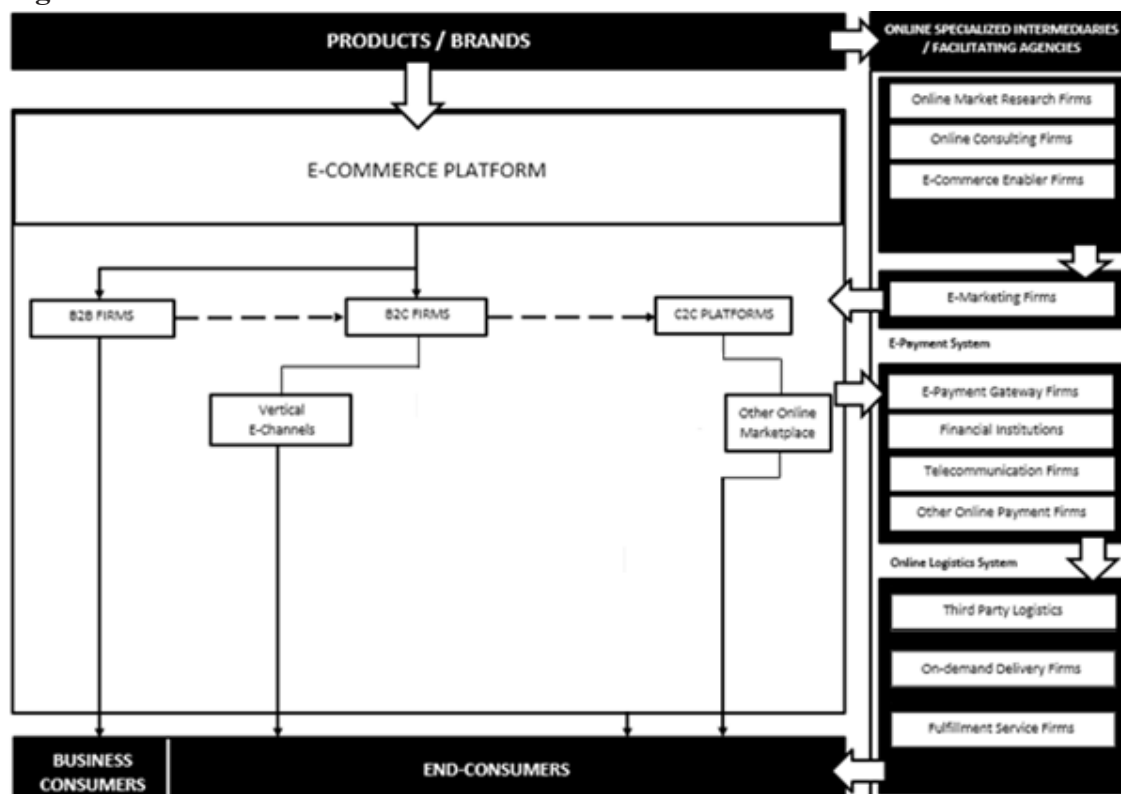 PRODUCTS / BRANDS
ONLINE SPECIALIZED INTERMEDIARIES
/ FACILITATING AGENCIES
Online Market Research Firms
Online Consulting Firms
E-Commerce Enabler Firms
E-COMMERCE PLATFORM
B2B FIRMS
B2C FIRMS
C2C PLATFORMS
E-Marketing Firms
E-Payment System
Vertical
E-Channels
Other Online
Marketplace
E-Payment Gateway Firms
Financial Institutions
Telecommunication Firms
Other Online Payment Firms
Online Logistics System
Third Party Logistics
On-demand Delivery Firms
Fulfillment Service Firms
BUSINESS
CONSUMERS
END-CONSUMERS